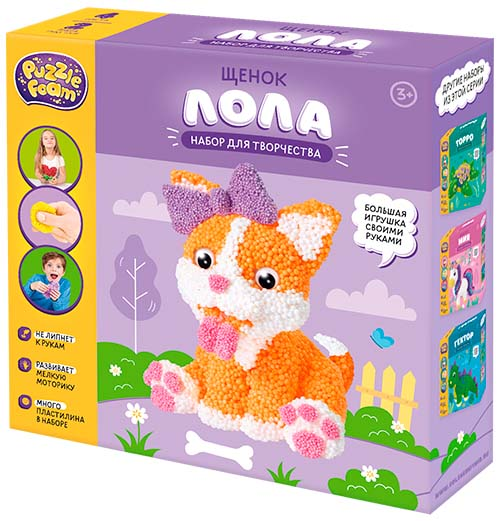 Puzzle
Foam
НЕ ЛИПНЕТ
К РУКАМ
РАЗВИВАЕТ
МЕЛКУЮ
МОТОРИКУ
МНОГО
ПЛАСТИЛИНА
В НАБОРЕ
ЩЕНОК
ЛОЛА
НАБОР ДЛЯ ТВОРЧЕСТВА
3+
БОЛЬШАЯ
ИГРУШКА
СВОИМИ
РУКАМИ
ДРУГИЕ НАБОРЫ
ИЗ ЭТОЙ СЕРИИ
ТОРРО
МИА
ГЕКТОР